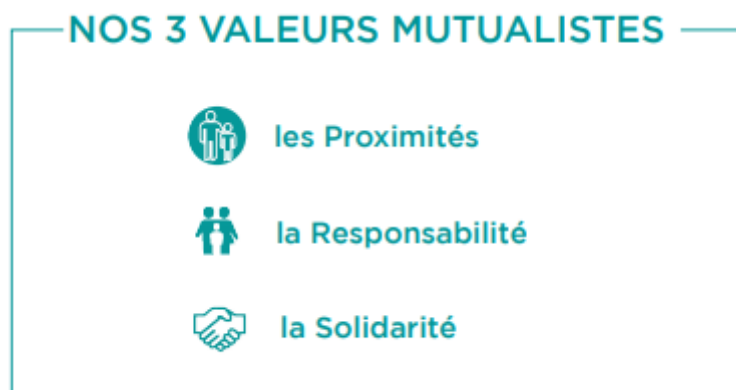 NOS 3 VALEURS MUTUALISTES
les Proximités
la Responsabilité
la Solidarité